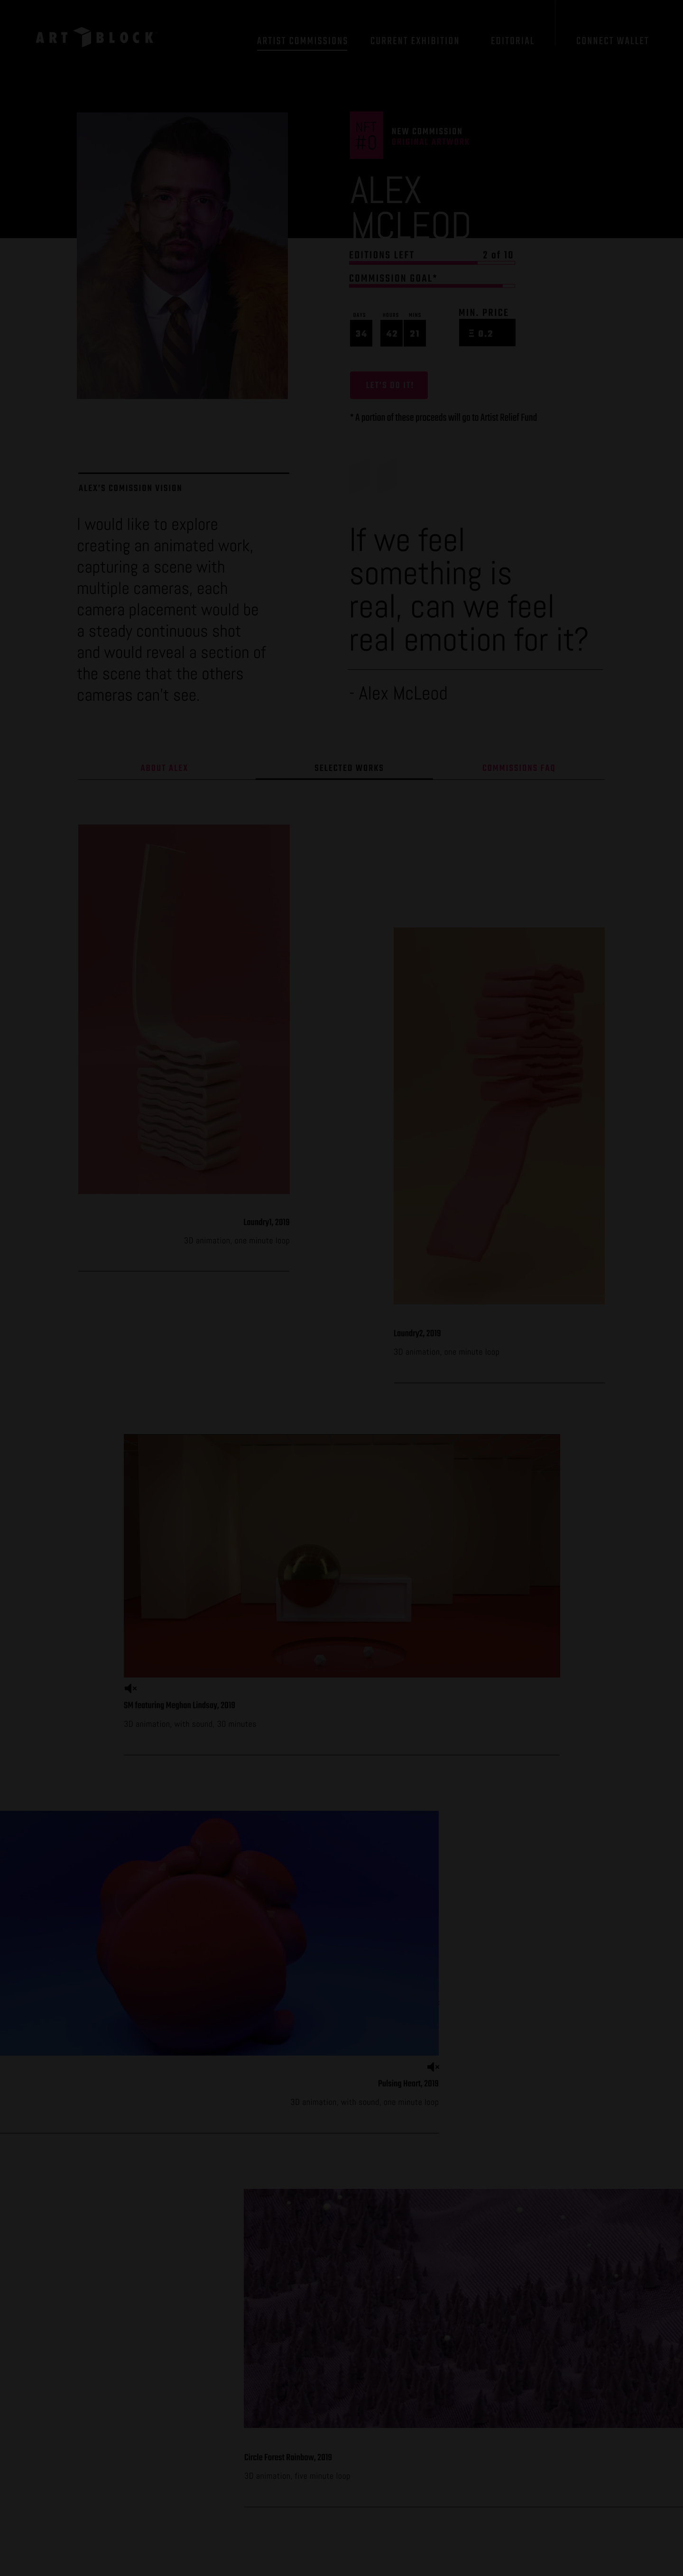 ART BLOCK
ARTIST COMMISSIONS
CURRENT EXHIBITION
EDITORIAL
CONNECT WALLET
NFT
#0
NEW COMMISSION
ORIGINAL ARTWORK
ALEX
MCLEOD
EDITIONS LEFT 2 of 10
COMMISSION GOAL*
DAYS HOURS MINS
34 42 21
MIN. PRICE
Ξ 0.2
LET'S DO IT!
* A portion of these proceeds will go to Artist Relief Fund
ALEX'S COMISSION VISION
I would like to explore
creating an animated work,
capturing a scene with
multiple cameras, each
camera placement would be
a steady continuous shot
and would reveal a section of
the scene that the others
cameras can't see.
If we feel
something is
real, can we feel
real emotion for it?
- Alex McLeod
ABOUT ALEX
SELECTED WORKS
COMMISSIONS FAQ
Laundry1, 2019
3D animation, one minute loop
Laundry2, 2019
3D animation, one minute loop
SM featuring Meghan Lindsay, 2019
3D animation, with sound, 30 minutes
Pulsing Heart, 2019
3D animation, with sound, one minute loop
Circbi Forest Rainbow, 2019
3D animation, five minute loop